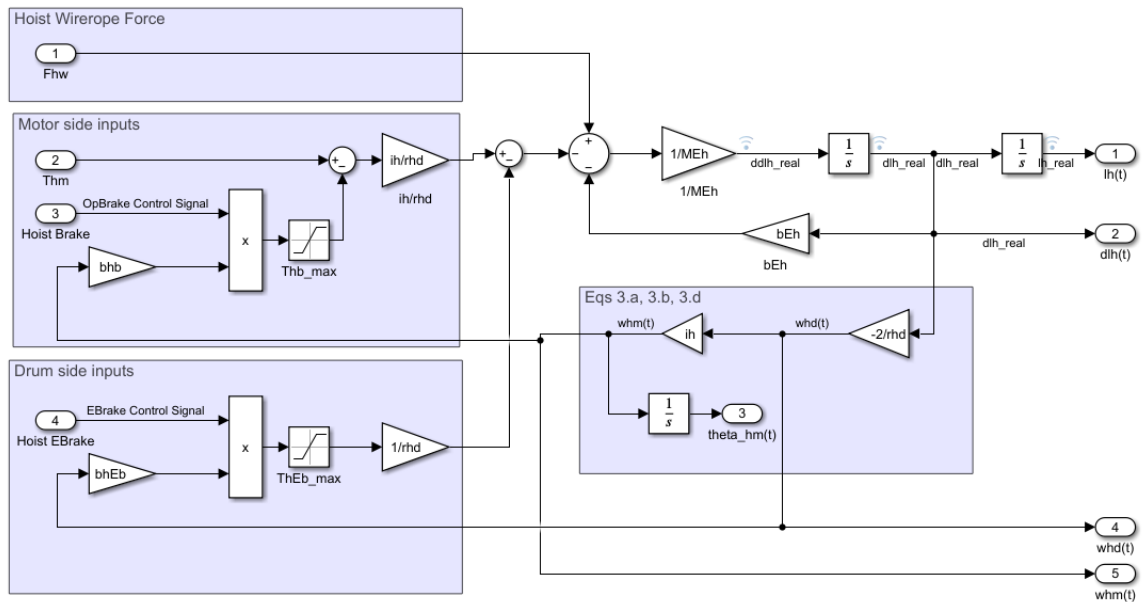 Hoist Wirerope Force
1
Fhw
Motor side inputs
2
Thm
+
−
ih/rhd
ih/rhd
+
−
+
−
−
1/MEh
1/MEh
ddlh_real
1
s
dlh_real
dlh_real
1
s
lh_real
1
lh(t)
OpBrake Control Signal
3
Hoist Brake
x
Thb_max
bhb
bEh
bEh
dlh_real
2
dlh(t)
Eqs 3.a, 3.b, 3.d
whm(t)
ih
whd(t)
-2/rhd
1
s
3
theta_hm(t)
Drum side inputs
EBrake Control Signal
4
Hoist EBrake
x
ThEb_max
1/rhd
bhEb
4
whd(t)
5
whm(t)